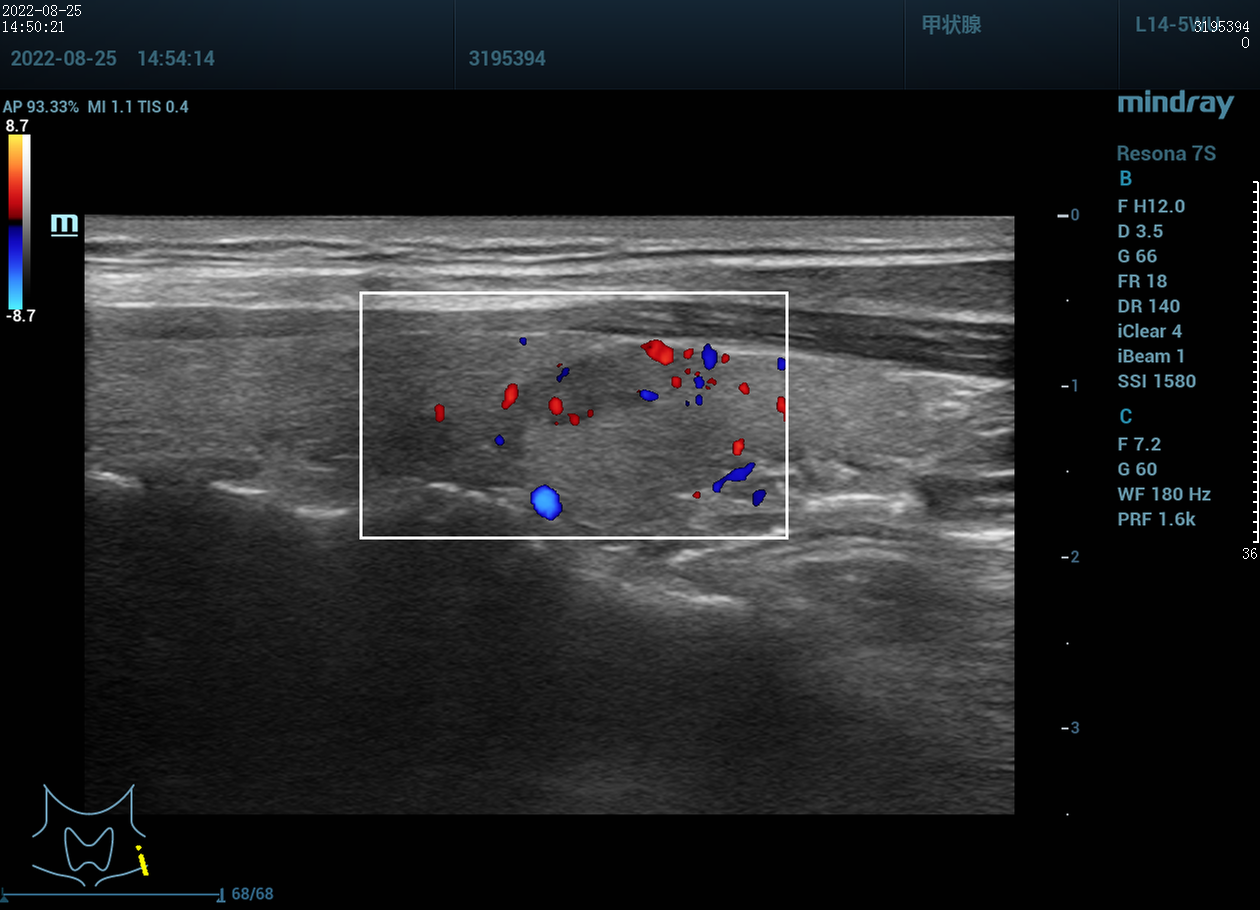 2022-08-25
14:50:21
甲状腺
L14-5
3195394
0
2022-08-25 14:54:14
3195394
AP 93.33% MI 1.1 TIS 0.4
8.7
-8.7
m
mindray
Resona 7S
B
F H12.0
D 3.5
G 66
FR 18
DR 140
iClear 4
iBeam 1
SSI 1580
C
F 7.2
G 60
WF 180 Hz
PRF 1.6k
0
1
2
3
36
68/68